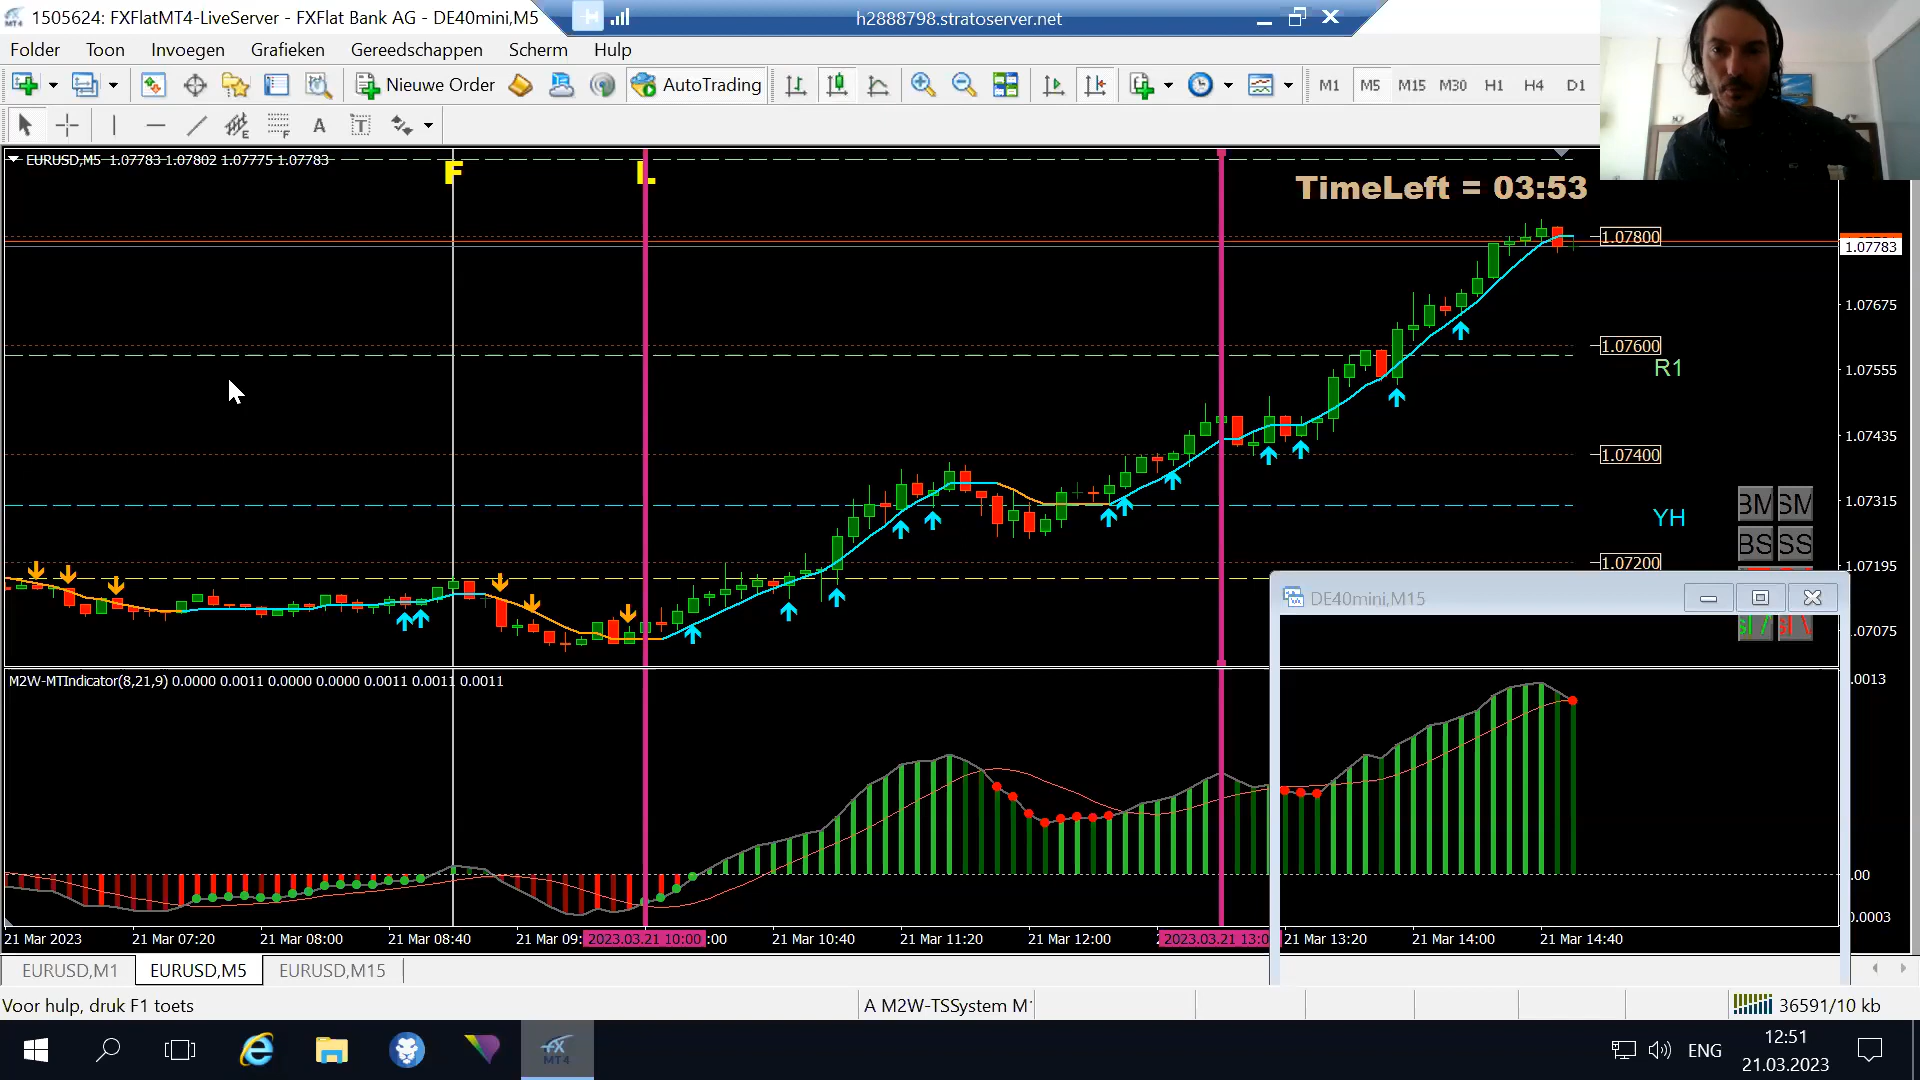 1505624: FXFlatMT4-LiveServer - FXFlat Bank AG - DE40mini,M5
h2888798.stratoserver.net
Folder Toon Invoegen Grafieken Gereedschappen Scherm Hulp
Nieuwe Order AutoTrading M1 M5 M15 M30 H1 H4 D1
EURUSD,M5 1.07783 1.07802 1.07775 1.07783
F
L
TimeLeft = 03:53
1.07800
1.07783
1.07675
1.07600
R1
1.07555
1.07435
1.07400
1.07315
YH
BM SM
BS SS
1.07200
1.07195
DE40mini,M15
1.07075
M2W-MTIndicator(8,21,9) 0.0000 0.0011 0.0000 0.0000 0.0011 0.0011 0.0011
.0013
.00
0.0003
21 Mar 2023 21 Mar 07:20 21 Mar 08:00 21 Mar 08:40 21 Mar 09: 2023.03.21 10:00 :00 21 Mar 10:40 21 Mar 11:20 21 Mar 12:00 2023.03.21 13:0 21 Mar 13:20 21 Mar 14:00 21 Mar 14:40
EURUSD,M1 EURUSD,M5 EURUSD,M15
Voor hulp, druk F1 toets
A M2W-TSSystem M
36591/10 kb
FX MT4
ENG
12:51
21.03.2023